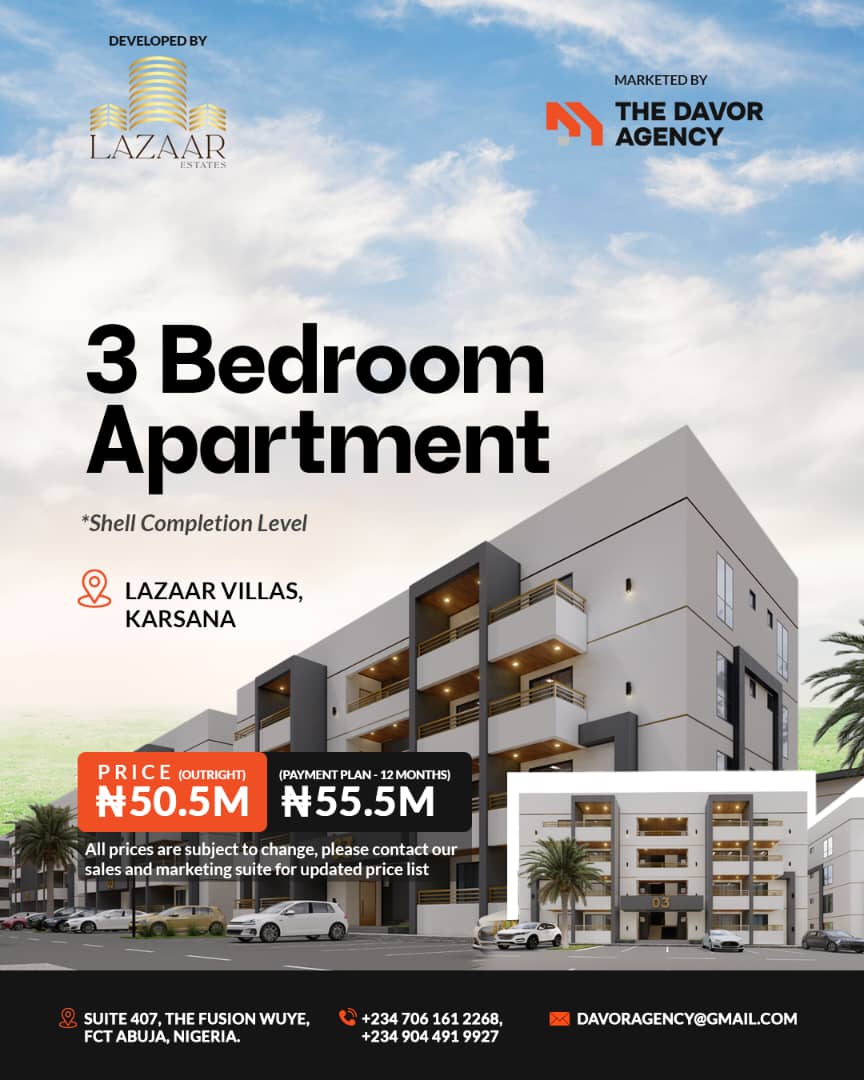 DEVELOPED BY
LAZAAR
ESTATES
MARKETED BY
THE DAVOR
AGENCY
3 Bedroom
Apartment
*Shell Completion Level
LAZAAR VILLAS,
KARSANA
PRICE (OUTRIGHT)
₦50.5M
(PAYMENT PLAN - 12 MONTHS)
₦55.5M
All prices are subject to change, please contact our
sales and marketing suite for updated price list
03
SUITE 407, THE FUSION WUYE,
FCT ABUJA, NIGERIA.
+234 706 161 2268,
+234 904 491 9927
DAVORAGENCY@GMAIL.COM